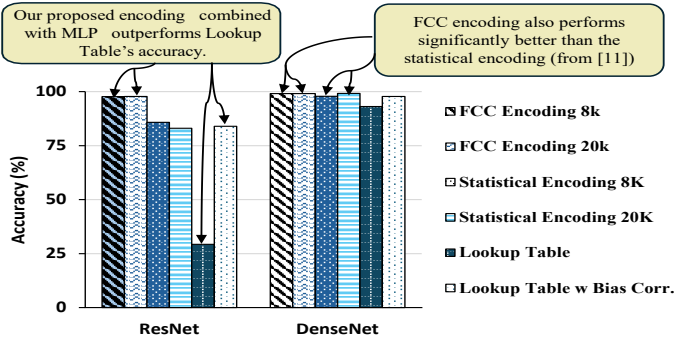 Our proposed encoding combined
with MLP outperforms Lookup
Table's accuracy.
FCC encoding also performs
significantly better than the
statistical encoding (from [11])
Accuracy (%)
100
75
50
25
0
ResNet
DenseNet
FCC Encoding 8k
FCC Encoding 20k
Statistical Encoding 8K
Statistical Encoding 20K
Lookup Table
Lookup Table w Bias Corr.